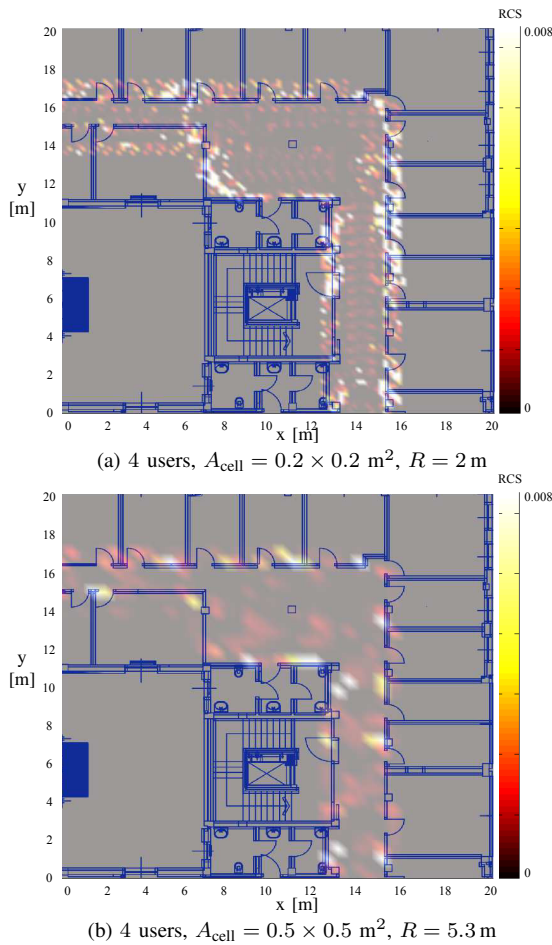 RCS
20
0.008
18
16
14
y
12
[m]
10
8
6
4
2
0
0
0 2 4 6 8 10 12 14 16 18 20
x [m]
(a) 4 users, A_cell = 0.2 × 0.2 m², R = 2 m
RCS
20
0.008
18
16
14
y
12
[m]
10
8
6
4
2
0
0
0 2 4 6 8 10 12 14 16 18 20
x [m]
(b) 4 users, A_cell = 0.5 × 0.5 m², R = 5.3 m